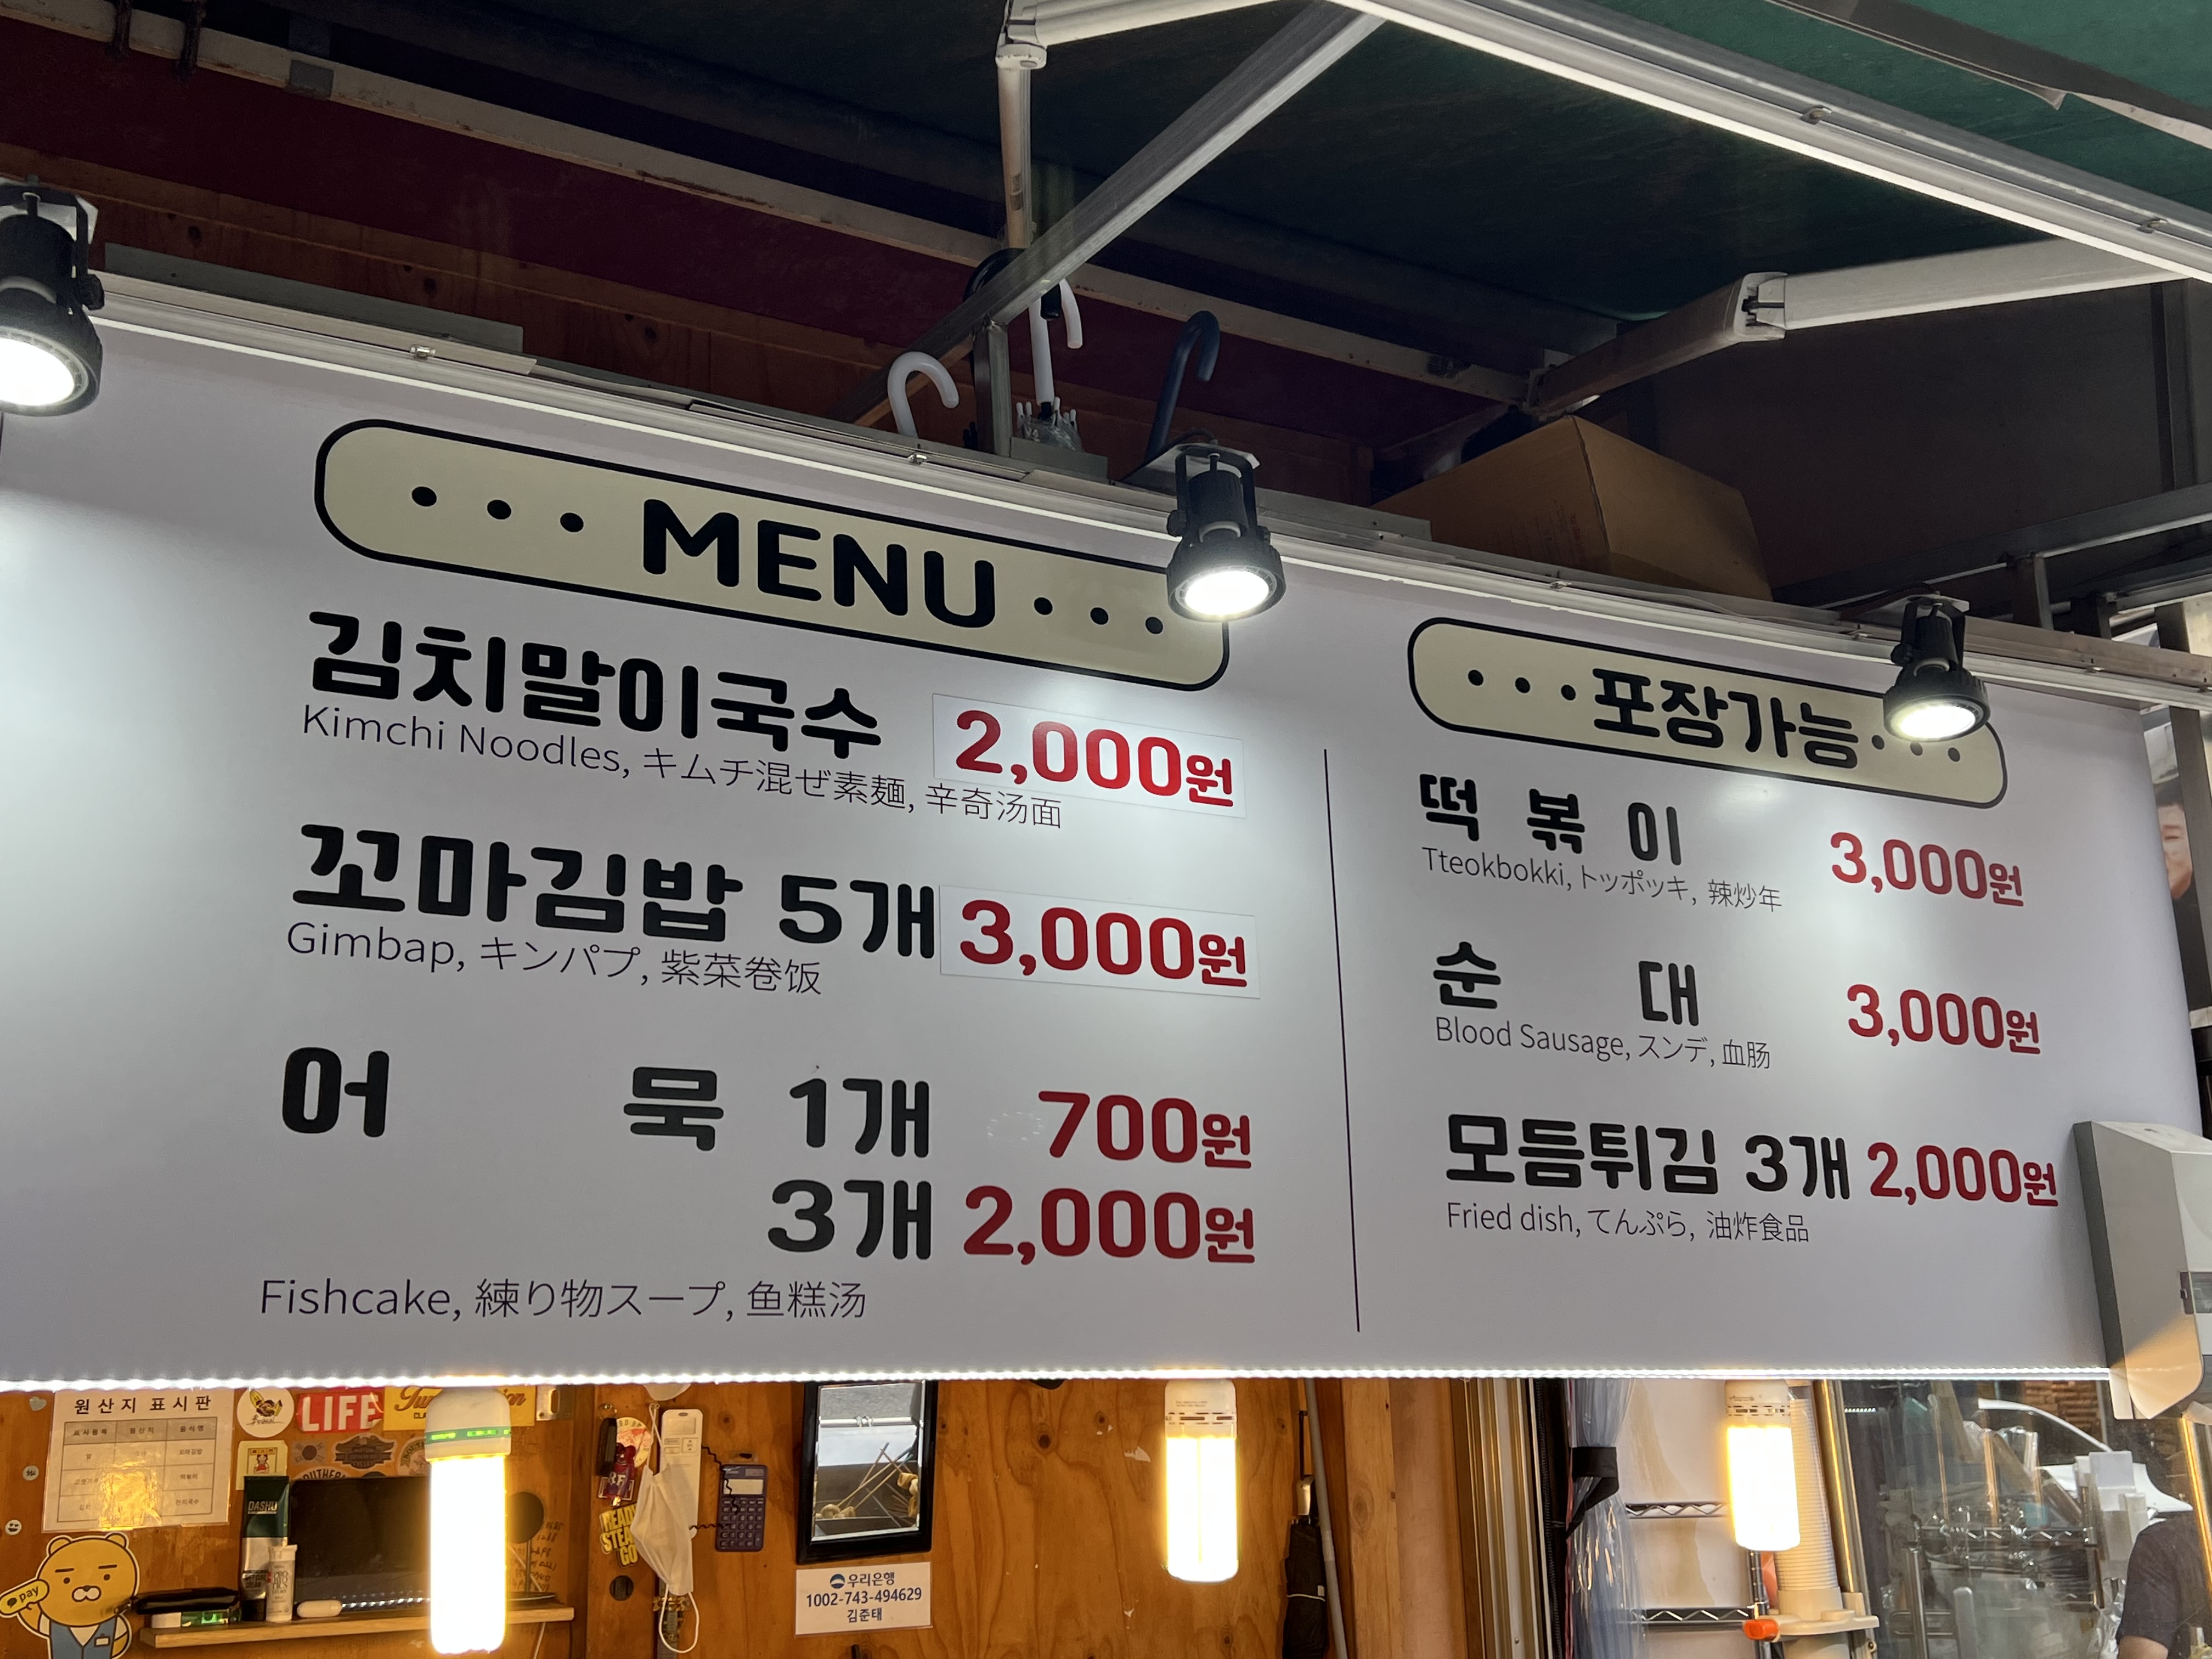 ••• MENU •••
김치말이국수 2,000원
Kimchi Noodles, キムチ混ぜ素麺, 辛奇汤面
꼬마김밥 5개 3,000원
Gimbap, キンパプ, 紫菜卷饭
어 묵 1개 700원
3개 2,000원
Fishcake, 練り物スープ, 鱼糕汤
•••포장가능•••
떡 볶 이 3,000원
Tteokbokki, トッポッキ, 辣炒年
순 대 3,000원
Blood Sausage, スンデ, 血肠
모듬튀김 3개 2,000원
Fried dish, てんぷら, 油炸食品
원산지 표시판
LIFE
DASHU
READY
STEADY
GO
pay
우리은행
1002-743-494629
김준태